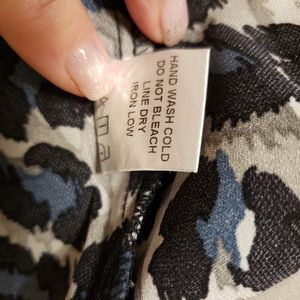 HAND WASH COLD
DO NOT BLEACH
LINE DRY
IRON LOW